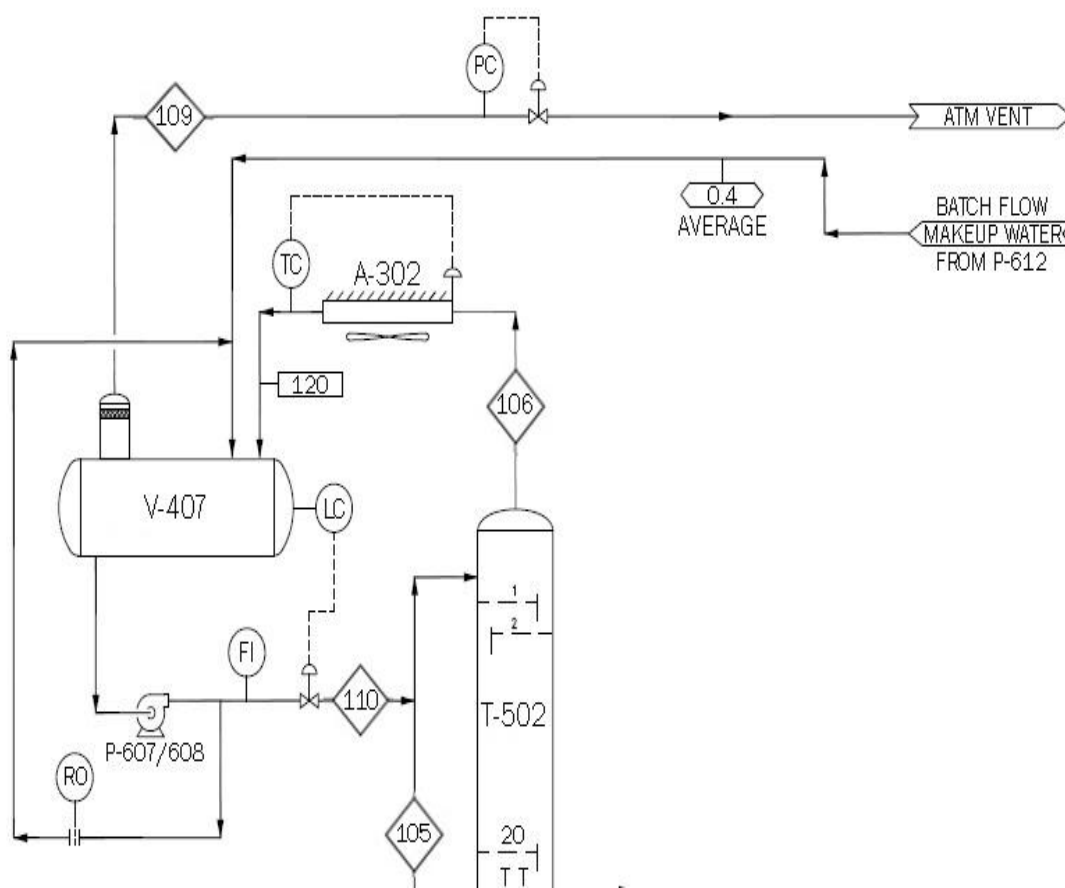 PC
109
ATM VENT
0.4
AVERAGE
BATCH FLOW
MAKEUP WATER
FROM P-612
TC
A-302
120
106
V-407
LC
1
2
FI
110
T-502
P-607/608
RO
105
20
T T